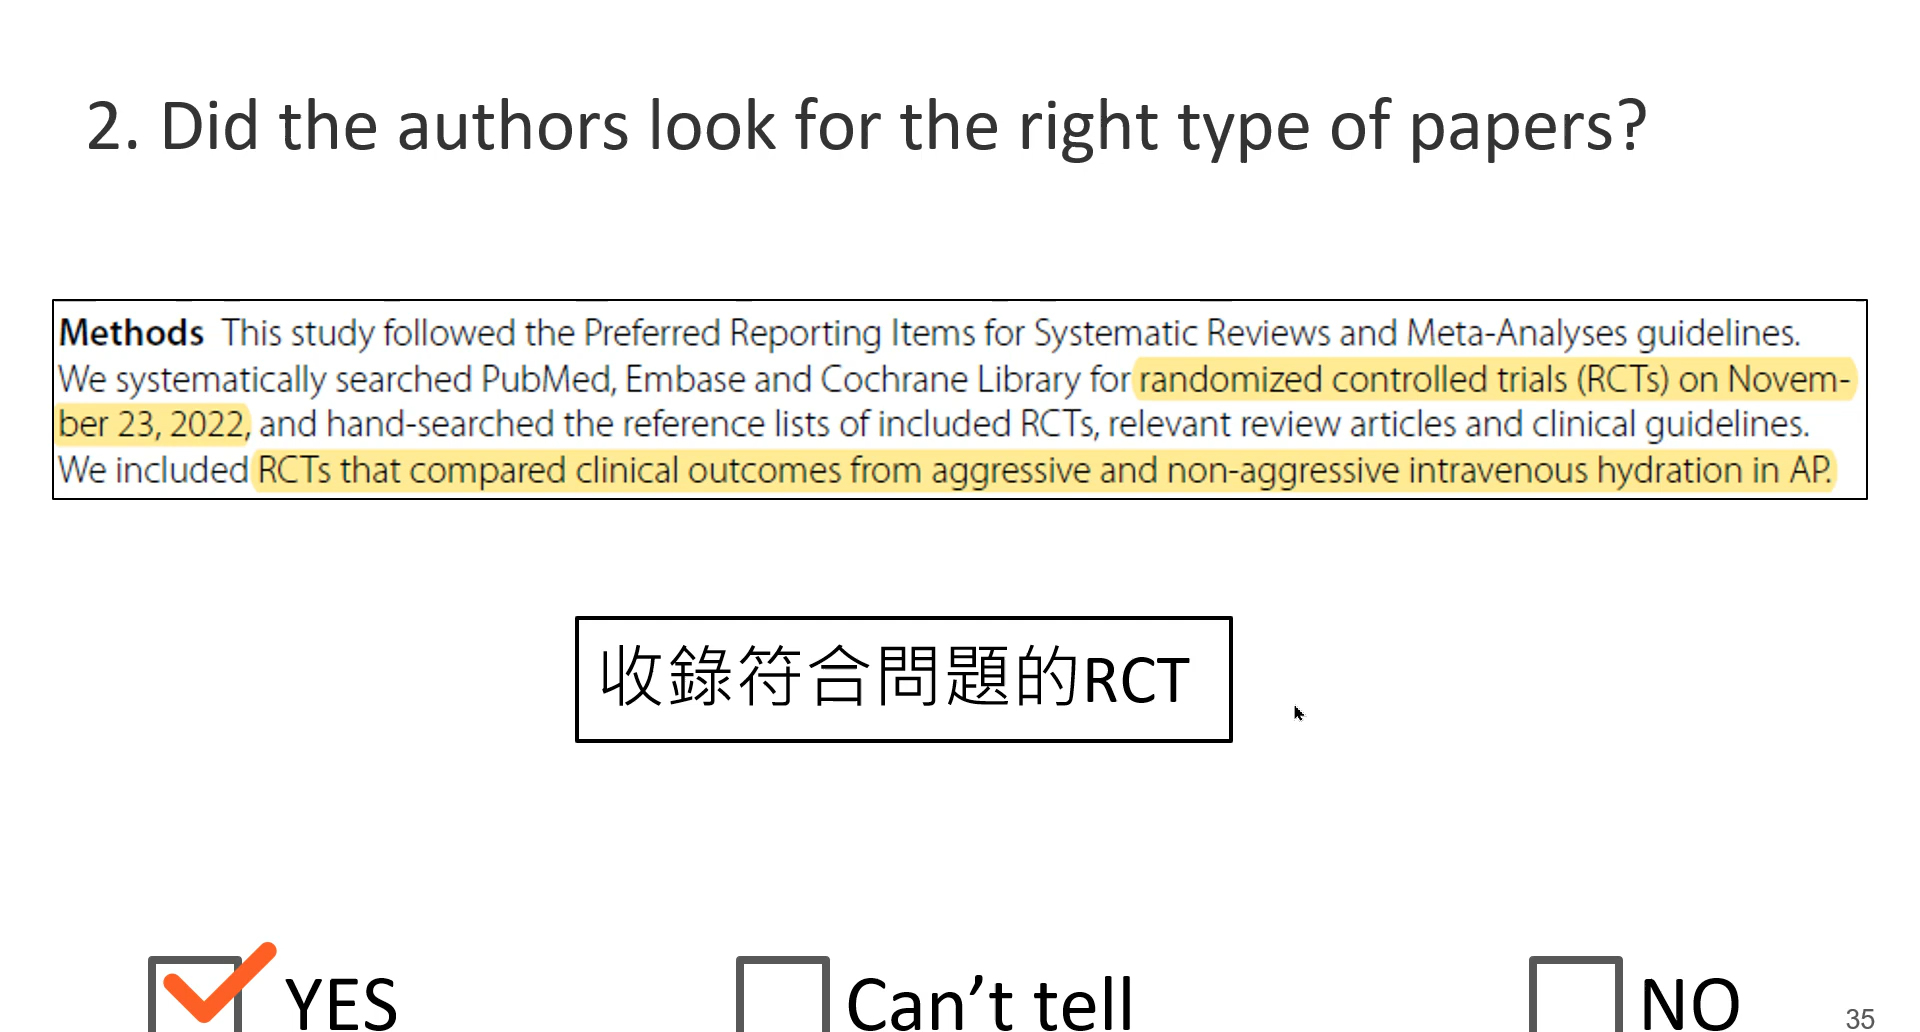 2. Did the authors look for the right type of papers?
Methods This study followed the Preferred Reporting Items for Systematic Reviews and Meta-Analyses guidelines.
We systematically searched PubMed, Embase and Cochrane Library for randomized controlled trials (RCTs) on Novem-
ber 23, 2022, and hand-searched the reference lists of included RCTs, relevant review articles and clinical guidelines.
We included RCTs that compared clinical outcomes from aggressive and non-aggressive intravenous hydration in AP.
收錄符合問題的RCT
YES
Can’t tell
NO
35